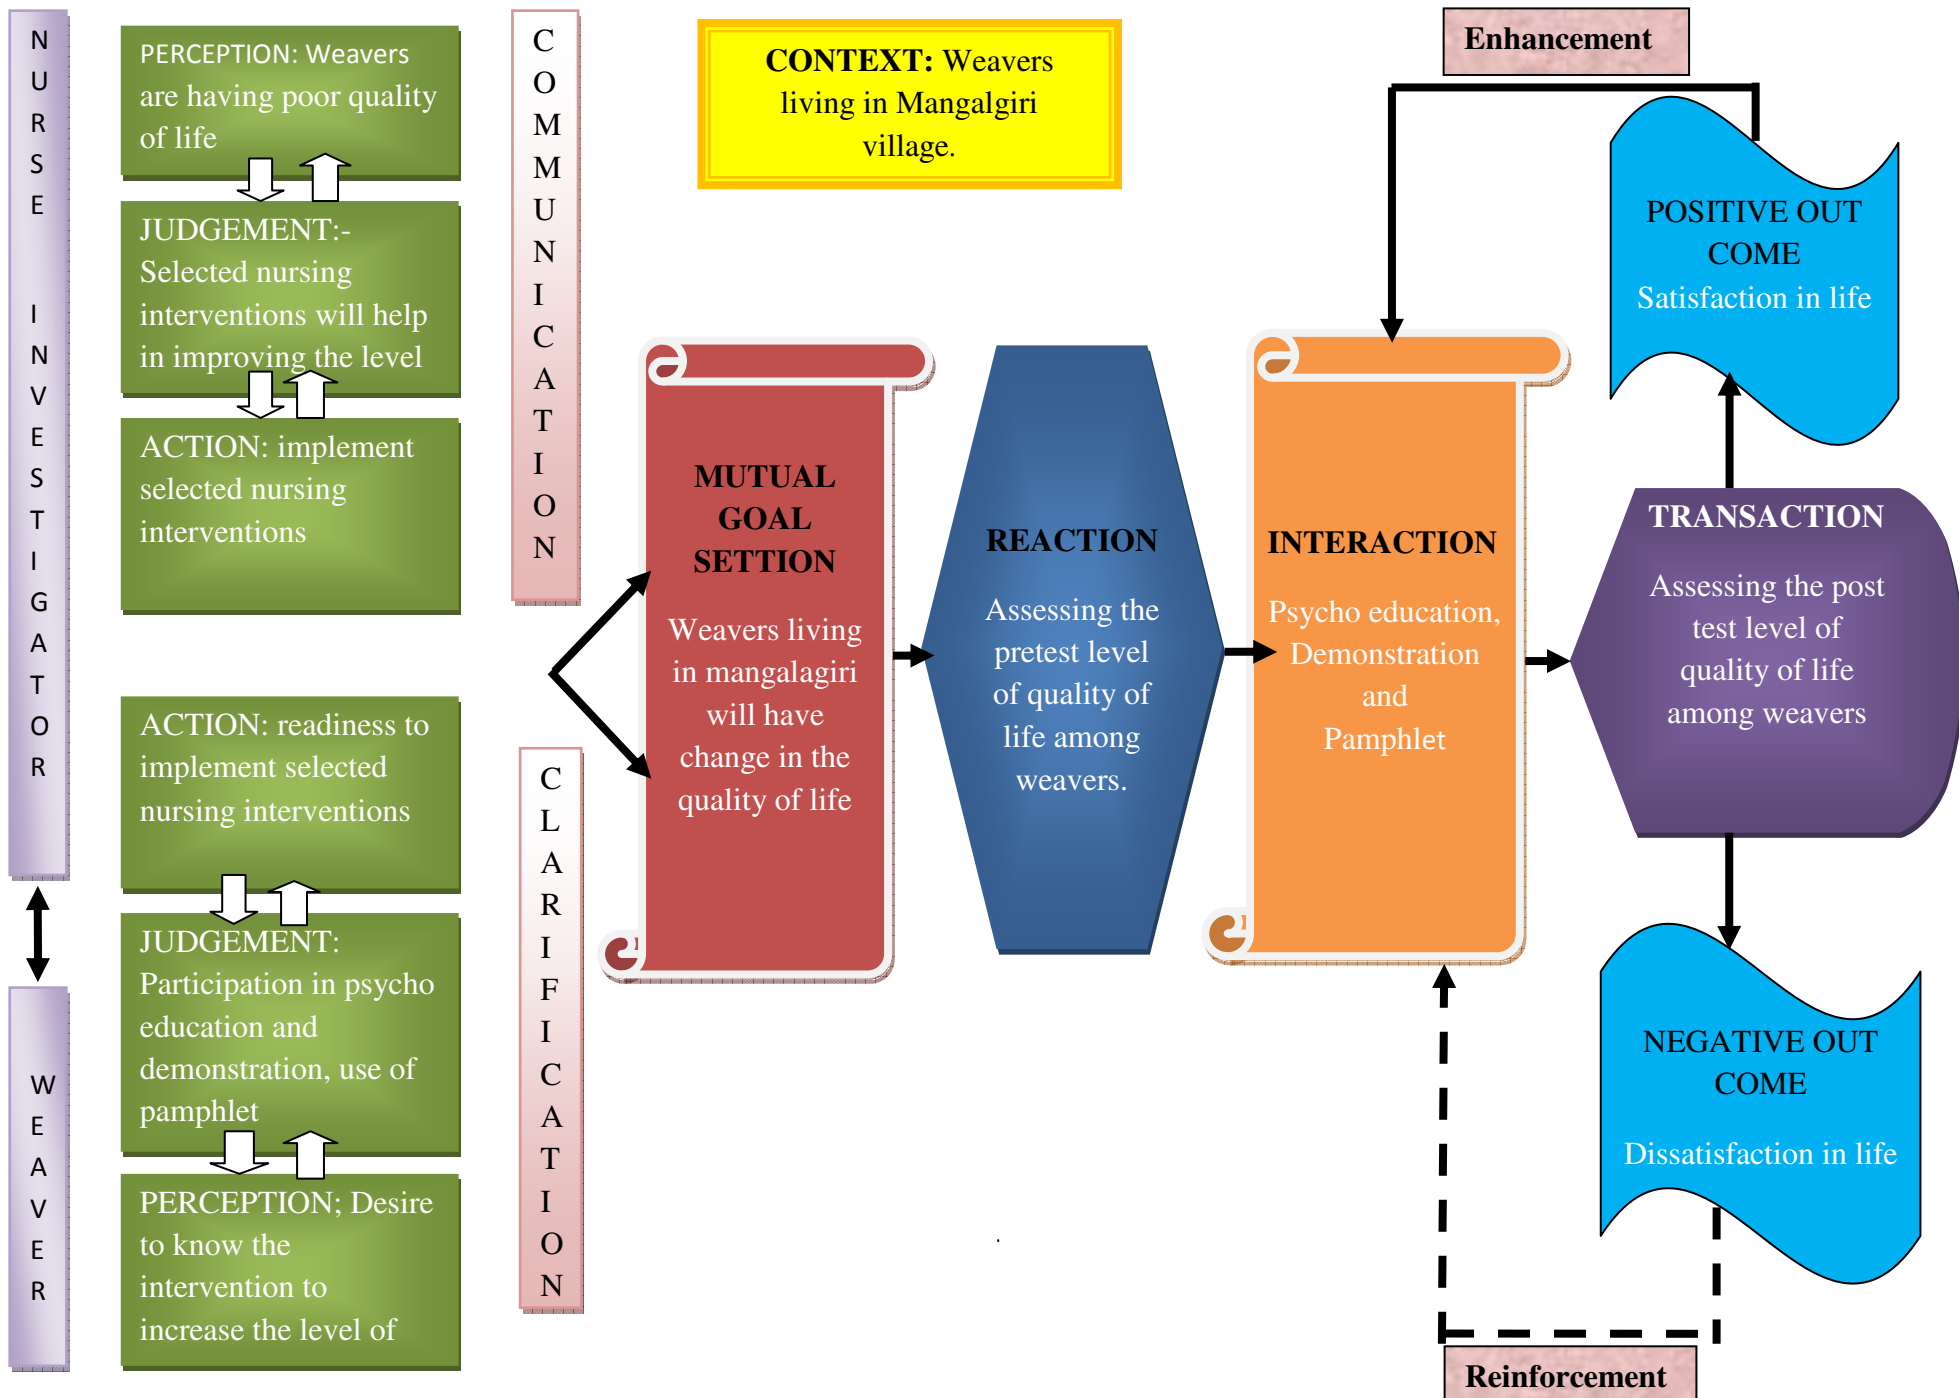 NURSE INVESTIGATOR
WEAVER
PERCEPTION: Weavers
are having poor quality
of life
JUDGEMENT:-
Selected nursing
interventions will help
in improving the level
ACTION: implement
selected nursing
interventions
ACTION: readiness to
implement selected
nursing interventions
JUDGEMENT:
Participation in psycho
education and
demonstration, use of
pamphlet
PERCEPTION; Desire
to know the
intervention to
increase the level of
COMMUNICATION
CLARIFICATION
CONTEXT: Weavers
living in Mangalgiri
village.
MUTUAL
GOAL
SETTION
Weavers living
in mangalagiri
will have
change in the
quality of life
REACTION
Assessing the
pretest level
of quality of
life among
weavers.
INTERACTION
Psycho education,
Demonstration
and
Pamphlet
Enhancement
POSITIVE OUT
COME
Satisfaction in life
TRANSACTION
Assessing the post
test level of
quality of life
among weavers
NEGATIVE OUT
COME
Dissatisfaction in life
Reinforcement
.